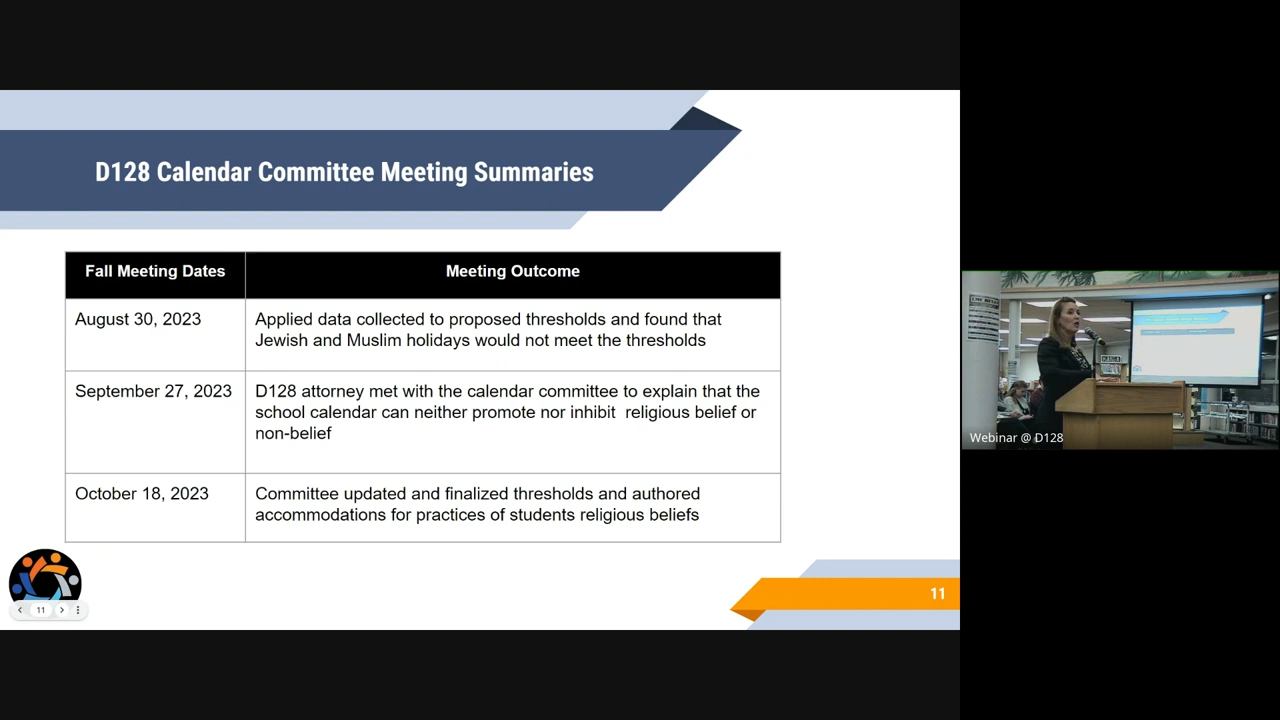 D128 Calendar Committee Meeting Summaries
Fall Meeting Dates
Meeting Outcome
August 30, 2023
Applied data collected to proposed thresholds and found that
Jewish and Muslim holidays would not meet the thresholds
September 27, 2023
D128 attorney met with the calendar committee to explain that the
school calendar can neither promote nor inhibit religious belief or
non-belief
October 18, 2023
Committee updated and finalized thresholds and authored
accommodations for practices of students religious beliefs
11
11
Webinar @ D128